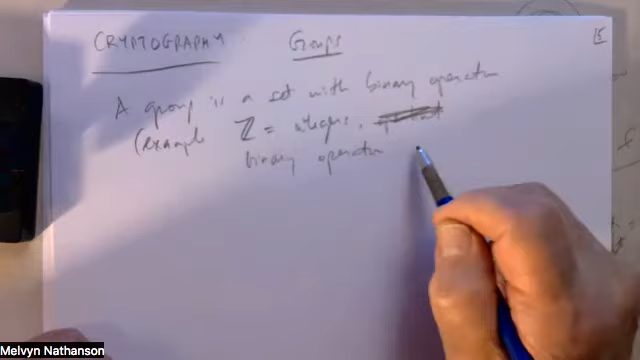 CRYPTOGRAPHY Groups 15
A group is a set with binary operation
(example ℤ = integers,
binary operation
Melvyn Nathanson